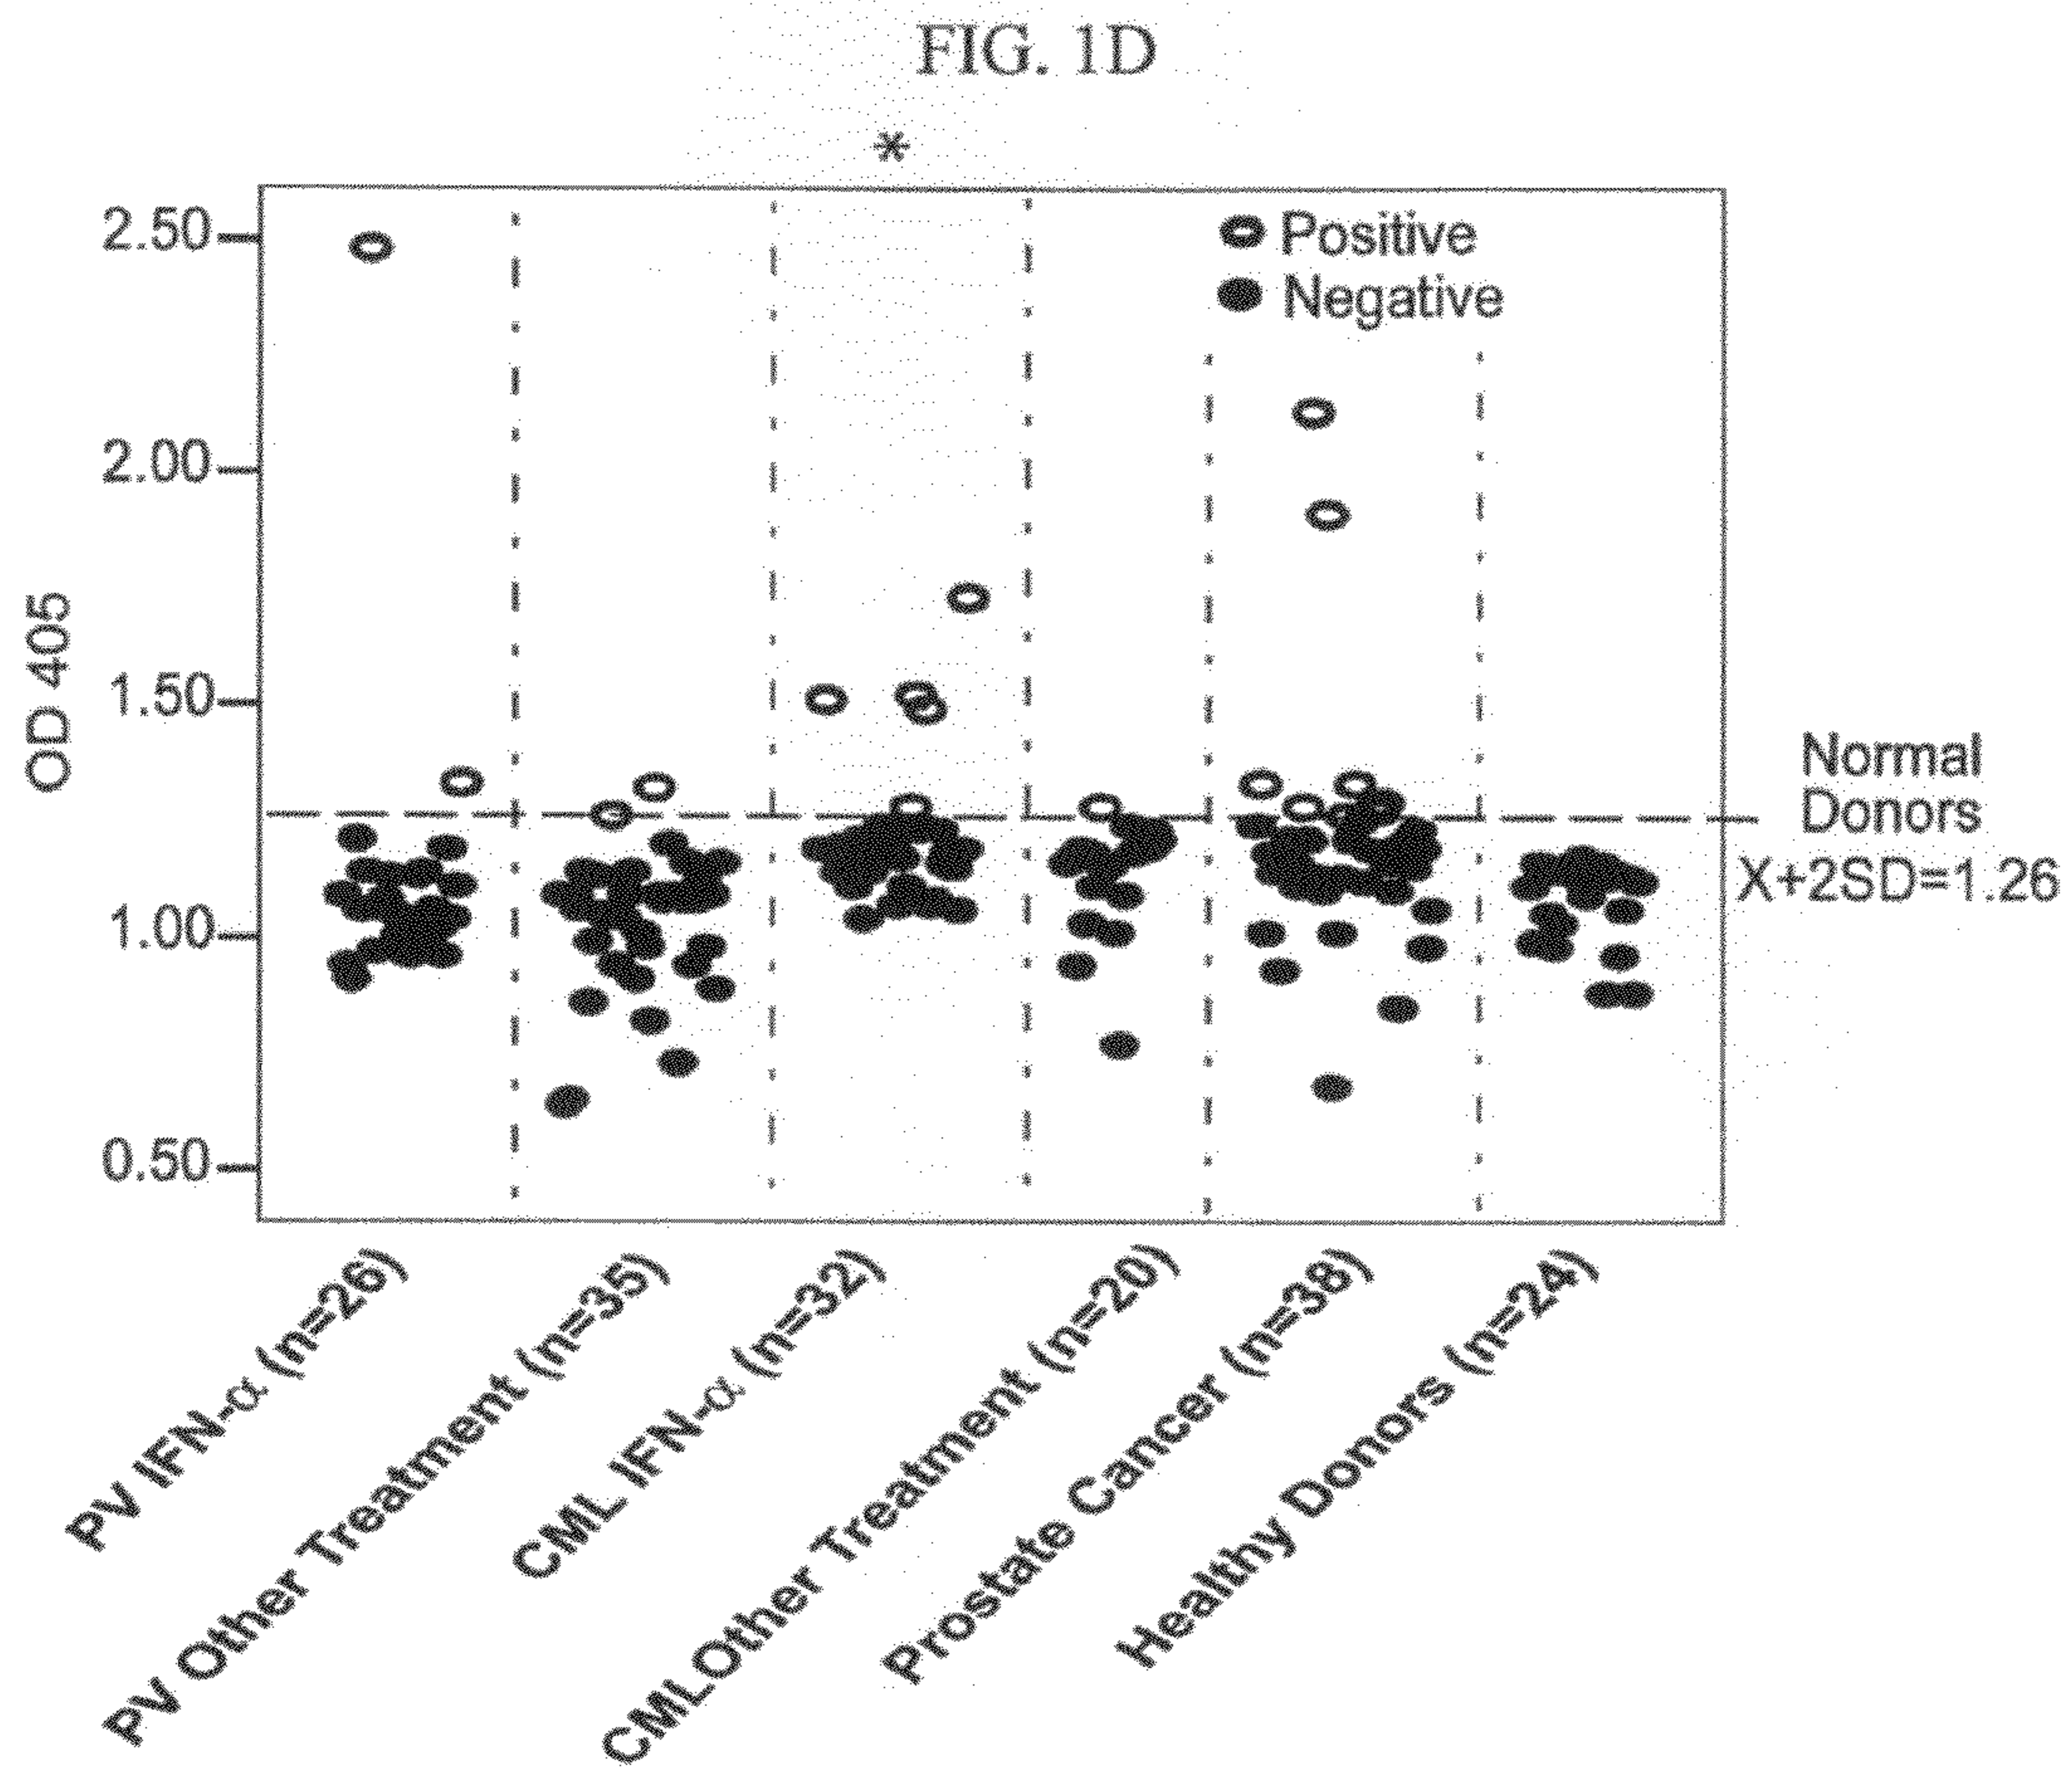 FIG. 1D
*
2.50
2.00
1.50
1.00
0.50
OD 405
Positive
Negative
Normal
Donors
X+2SD=1.26
PV IFN-α (n=26)
PV Other Treatment (n=35)
CML IFN-α (n=32)
CMLOther Treatment (n=20)
Prostate Cancer (n=38)
Healthy Donors (n=24)